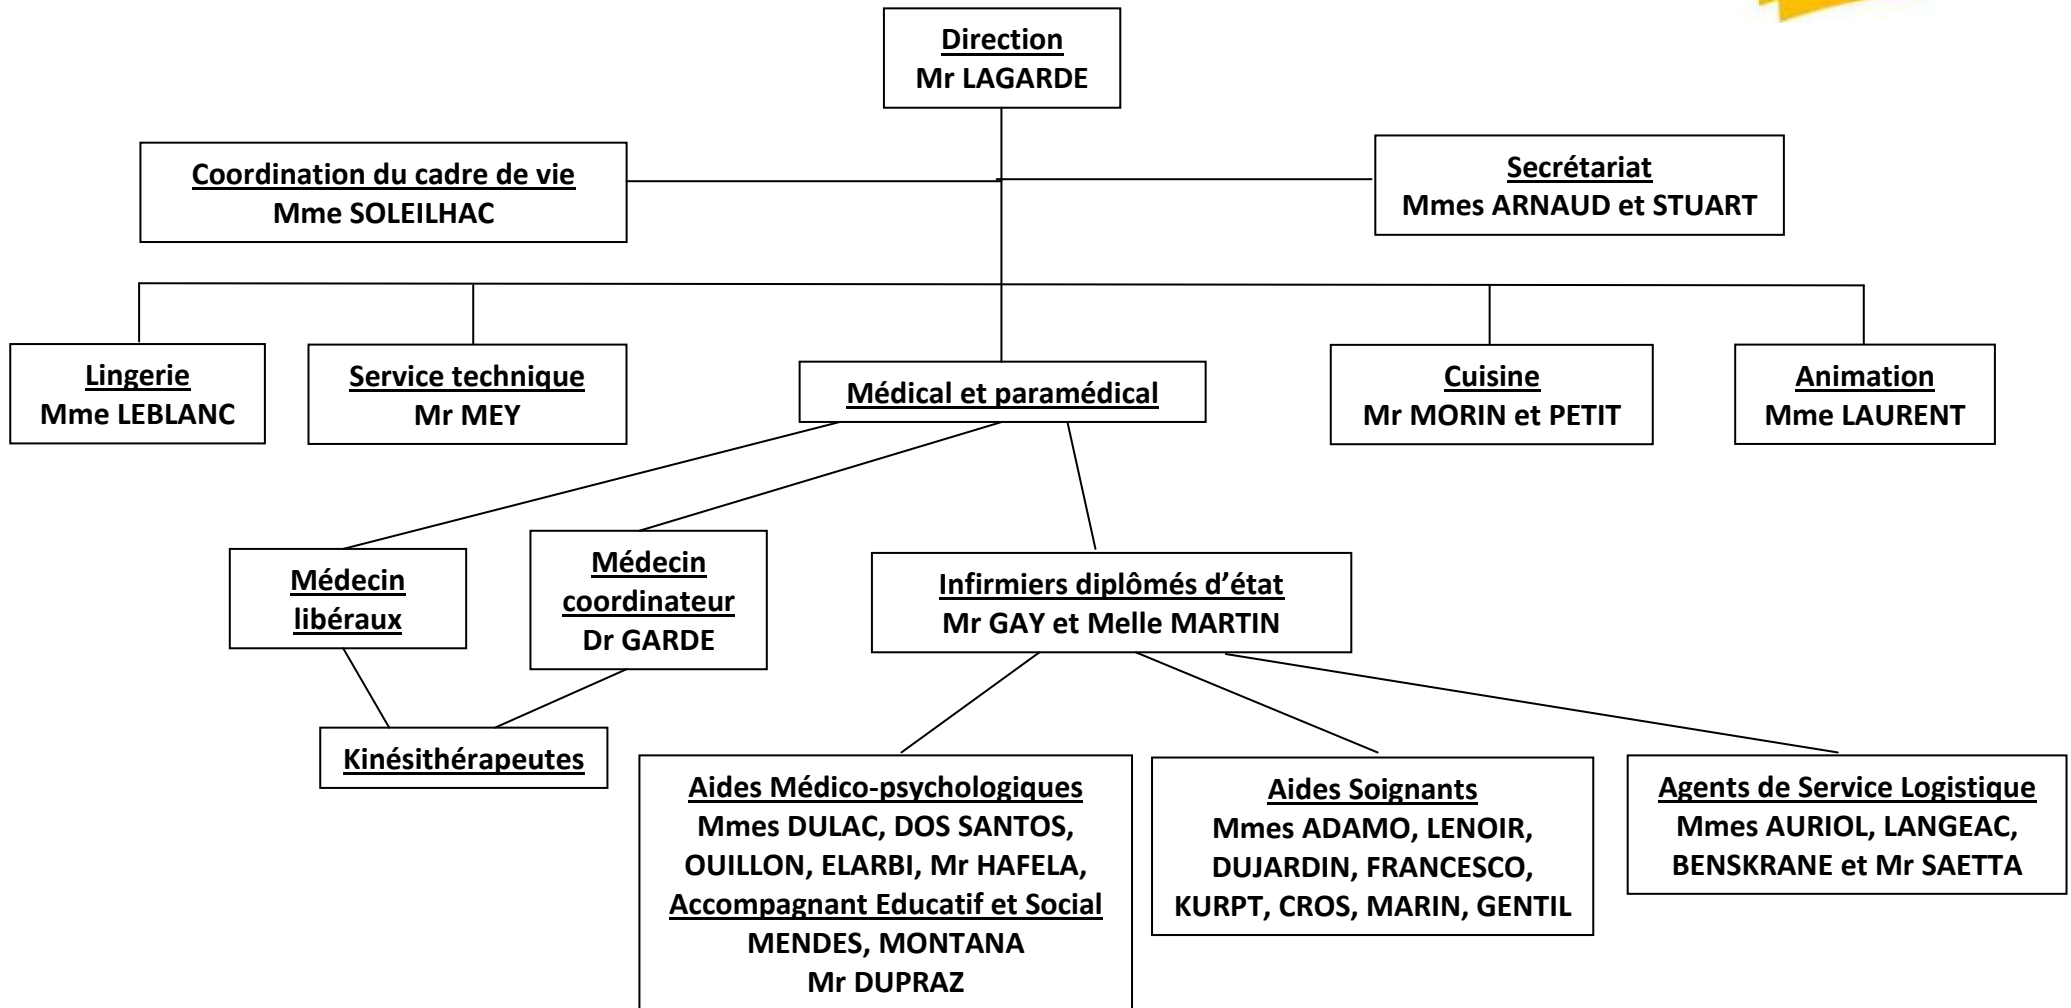 Direction
Mr LAGARDE
Coordination du cadre de vie
Mme SOLEILHAC
Secrétariat
Mmes ARNAUD et STUART
Lingerie
Mme LEBLANC
Service technique
Mr MEY
Médical et paramédical
Cuisine
Mr MORIN et PETIT
Animation
Mme LAURENT
Médecin
libéraux
Médecin
coordinateur
Dr GARDE
Infirmiers diplômés d’état
Mr GAY et Melle MARTIN
Kinésithérapeutes
Aides Médico-psychologiques
Mmes DULAC, DOS SANTOS,
OUILLON, ELARBI, Mr HAFELA,
Accompagnant Educatif et Social
MENDES, MONTANA
Mr DUPRAZ
Aides Soignants
Mmes ADAMO, LENOIR,
DUJARDIN, FRANCESCO,
KURPT, CROS, MARIN, GENTIL
Agents de Service Logistique
Mmes AURIOL, LANGEAC,
BENSKRANE et Mr SAETTA